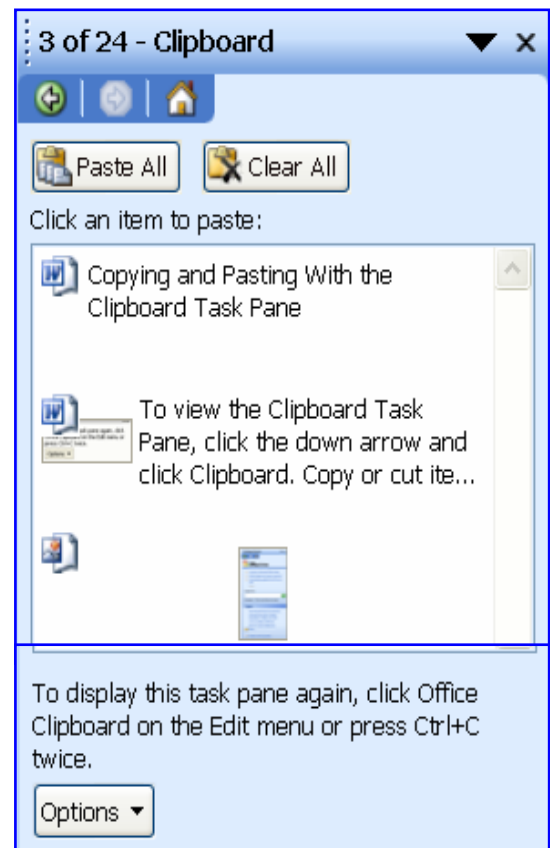 3 of 24 - Clipboard
Paste All
Clear All
Click an item to paste:
Copying and Pasting With the
Clipboard Task Pane
To view the Clipboard Task
Pane, click the down arrow and
click Clipboard. Copy or cut ite...
To display this task pane again, click Office
Clipboard on the Edit menu or press Ctrl+C
twice.
Options